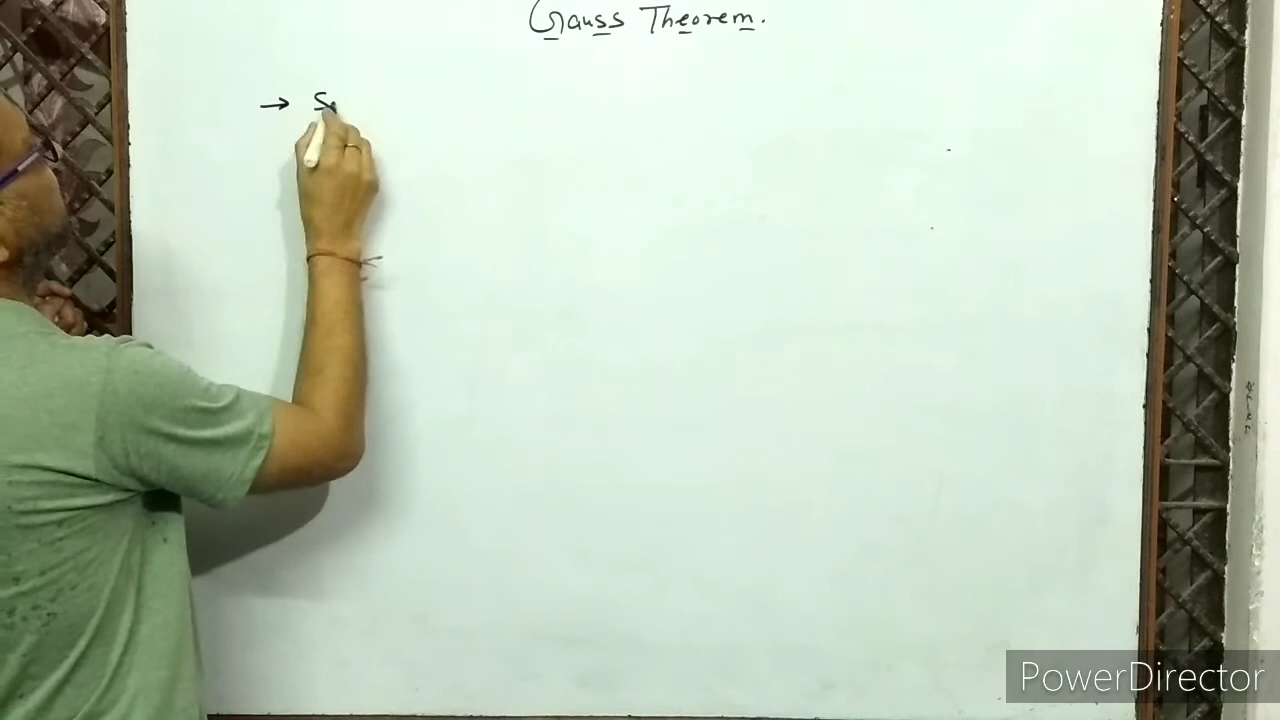 Gauss Theorem.
→ S
PowerDirector